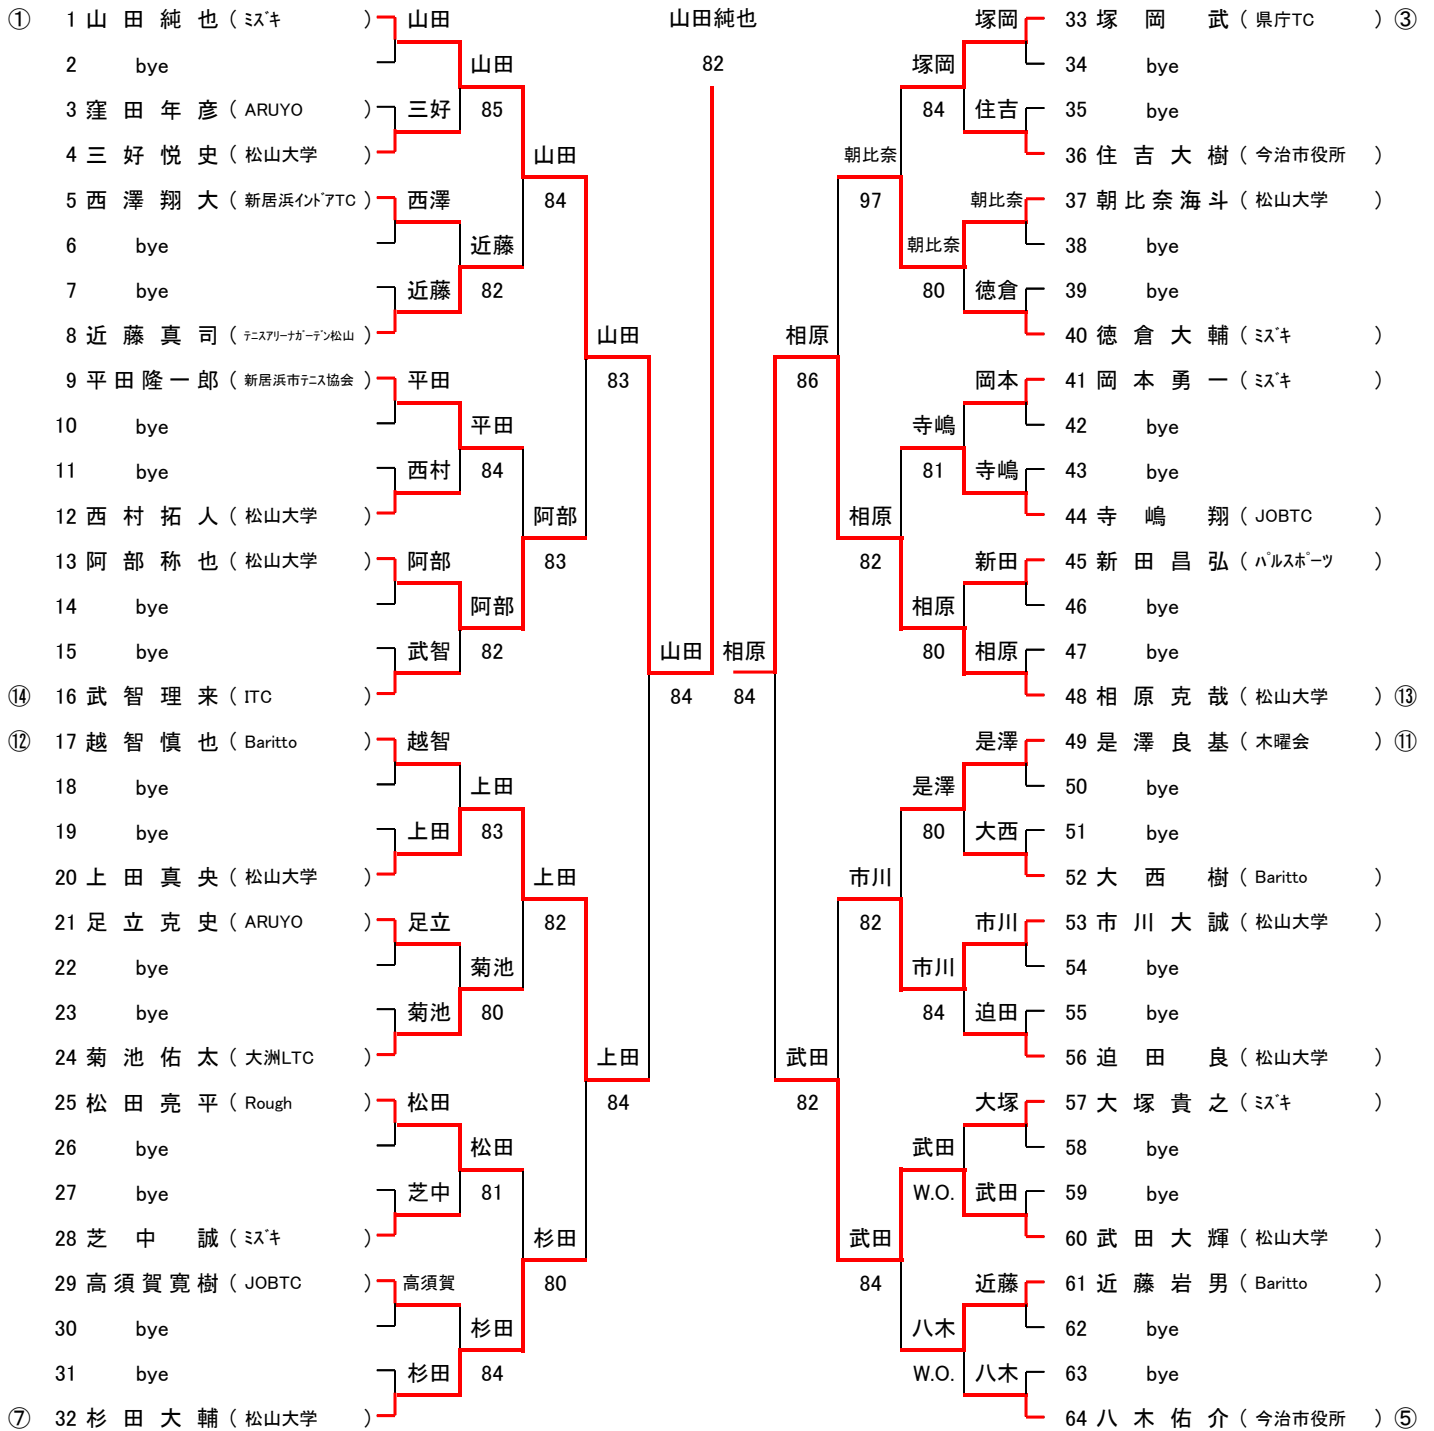 ① 1 山田純也 ( ミズキ ) 山田 山田純也 塚岡 33 塚岡武 ( 県庁TC ) ③
2 bye 山田 82 塚岡 34 bye
3 窪田年彦 ( ARUYO ) 三好 85 84 住吉 35 bye
4 三好悦史 ( 松山大学 ) 山田 朝比奈 36 住吉大樹 ( 今治市役所 )
5 西澤翔大 ( 新居浜インドアTC ) 西澤 84 97 朝比奈 37 朝比奈海斗 ( 松山大学 )
6 bye 近藤 朝比奈 38 bye
7 bye 近藤 82 80 徳倉 39 bye
8 近藤真司 ( テニスアリーナガーデン松山 ) 山田 相原 40 徳倉大輔 ( ミズキ )
9 平田隆一郎 ( 新居浜市テニス協会 ) 平田 83 86 岡本 41 岡本勇一 ( ミズキ )
10 bye 平田 寺嶋 42 bye
11 bye 西村 84 81 寺嶋 43 bye
12 西村拓人 ( 松山大学 ) 阿部 相原 44 寺嶋翔 ( JOBTC )
13 阿部称也 ( 松山大学 ) 阿部 83 82 新田 45 新田昌弘 ( パルスポーツ )
14 bye 阿部 相原 46 bye
15 bye 武智 82 山田 相原 80 相原 47 bye
⑭ 16 武智理来 ( ITC ) 84 84 48 相原克哉 ( 松山大学 ) ⑬
⑫ 17 越智慎也 ( Baritto ) 越智 是澤 49 是澤良基 ( 木曜会 ) ⑪
18 bye 上田 是澤 50 bye
19 bye 上田 83 80 大西 51 bye
20 上田真央 ( 松山大学 ) 上田 市川 52 大西樹 ( Baritto )
21 足立克史 ( ARUYO ) 足立 82 82 市川 53 市川大誠 ( 松山大学 )
22 bye 菊池 市川 54 bye
23 bye 菊池 80 84 迫田 55 bye
24 菊池佑太 ( 大洲LTC ) 上田 武田 56 迫田良 ( 松山大学 )
25 松田亮平 ( Rough ) 松田 84 82 大塚 57 大塚貴之 ( ミズキ )
26 bye 松田 武田 58 bye
27 bye 芝中 81 W.O. 武田 59 bye
28 芝中誠 ( ミズキ ) 杉田 武田 60 武田大輝 ( 松山大学 )
29 高須賀寛樹 ( JOBTC ) 高須賀 80 84 近藤 61 近藤岩男 ( Baritto )
30 bye 杉田 八木 62 bye
31 bye 杉田 84 W.O. 八木 63 bye
⑦ 32 杉田大輔 ( 松山大学 ) 64 八木佑介 ( 今治市役所 ) ⑤